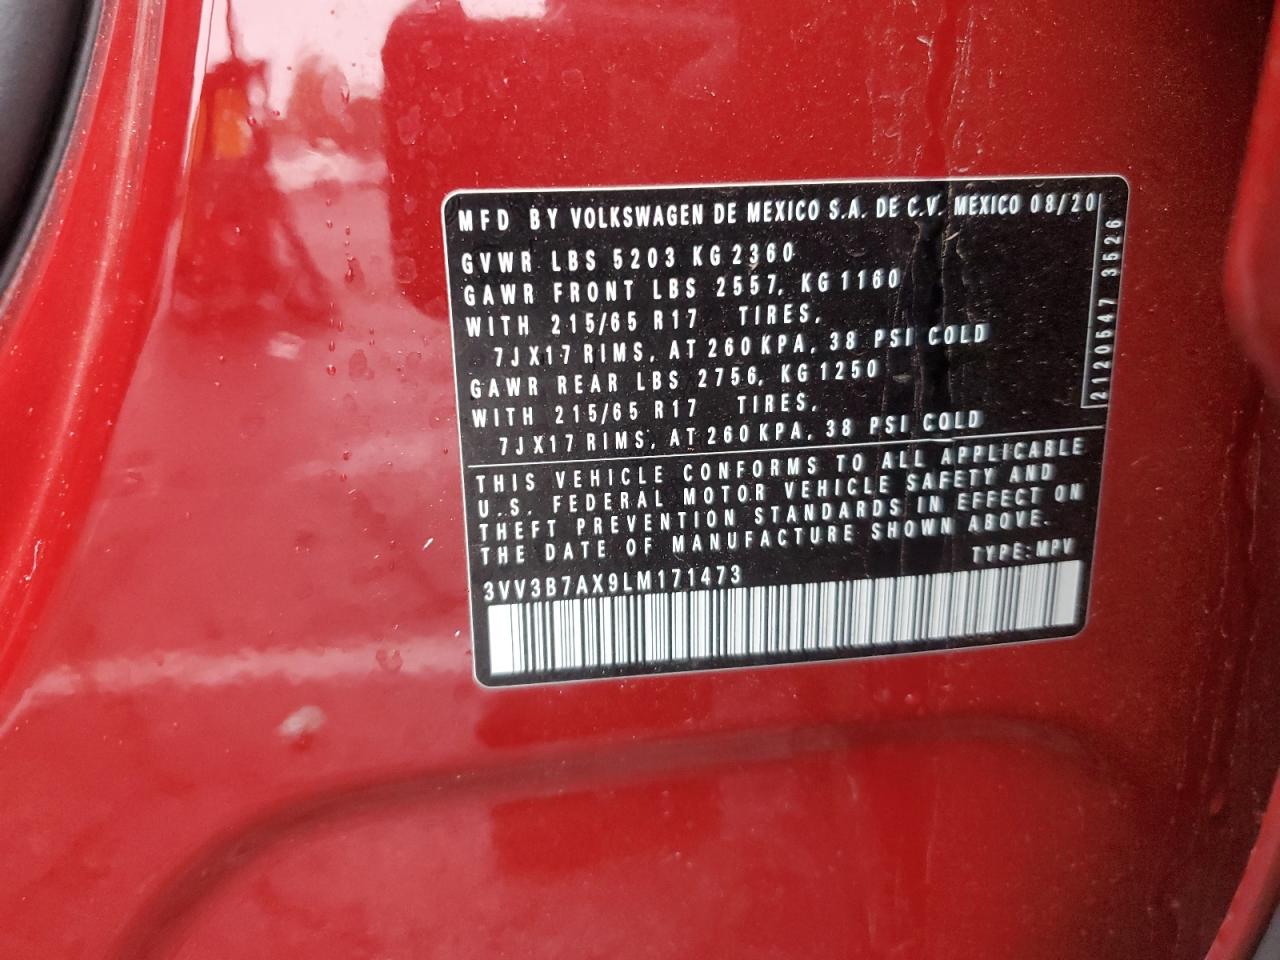 MFD BY VOLKSWAGEN DE MEXICO S.A. DE C.V. MEXICO 08/20
GVWR LBS 5203 KG 2360
GAWR FRONT LBS 2557, KG 1160
WITH 215/65 R17 TIRES,
7JX17 RIMS, AT 260 KPA, 38 PSI COLD
GAWR REAR LBS 2756, KG 1250
WITH 215/65 R17 TIRES,
7JX17 RIMS, AT 260 KPA, 38 PSI COLD
2120547 3526
THIS VEHICLE CONFORMS TO ALL APPLICABLE
U.S. FEDERAL MOTOR VEHICLE SAFETY AND
THEFT PREVENTION STANDARDS IN EFFECT ON
THE DATE OF MANUFACTURE SHOWN ABOVE.
TYPE: MPV
3VV3B7AX9LM171473